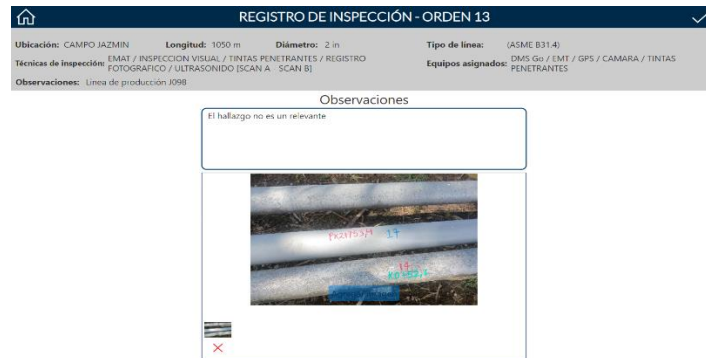 REGISTRO DE INSPECCIÓN - ORDEN 13
Ubicación: CAMPO JAZMIN Longitud: 1050 m Diámetro: 2 in Tipo de línea: (ASME B31.4)
Técnicas de inspección: EMAT / INSPECCION VISUAL / TINTAS PENETRANTES / REGISTRO
FOTOGRAFICO / ULTRASONIDO [SCAN A - SCAN B]
Equipos asignados: DMS Go / EMT / GPS / CAMARA / TINTAS
PENETRANTES
Observaciones: Linea de producción J098
Observaciones
El hallazgo no es un relevante
17